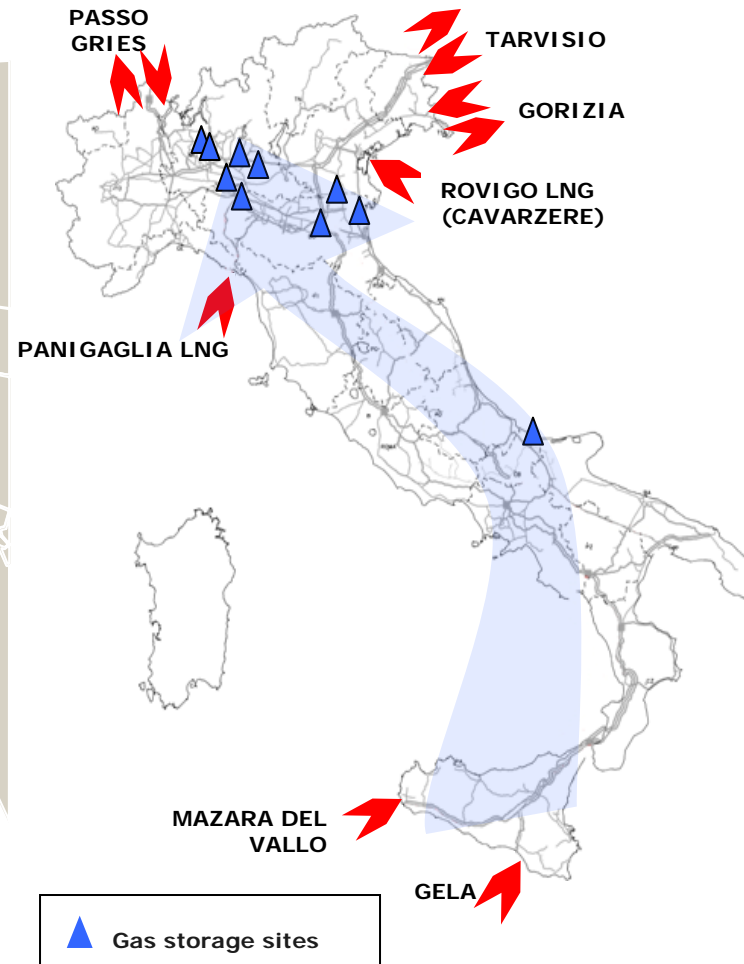 PASSO
GRIES
TARVISIO
GORIZIA
ROVIGO LNG
(CAVARZERE)
PANIGAGLIA LNG
MAZARA DEL
VALLO
GELA
Gas storage sites